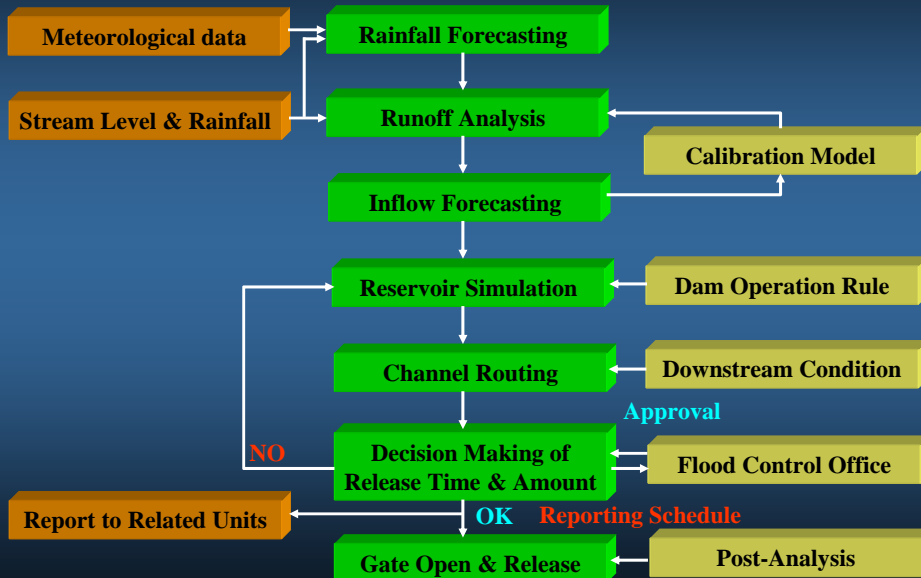 Meteorological data
Rainfall Forecasting
Stream Level & Rainfall
Runoff Analysis
Calibration Model
Inflow Forecasting
Reservoir Simulation
Dam Operation Rule
Channel Routing
Downstream Condition
Approval
NO
Decision Making of
Release Time & Amount
Flood Control Office
Report to Related Units
OK
Reporting Schedule
Gate Open & Release
Post-Analysis